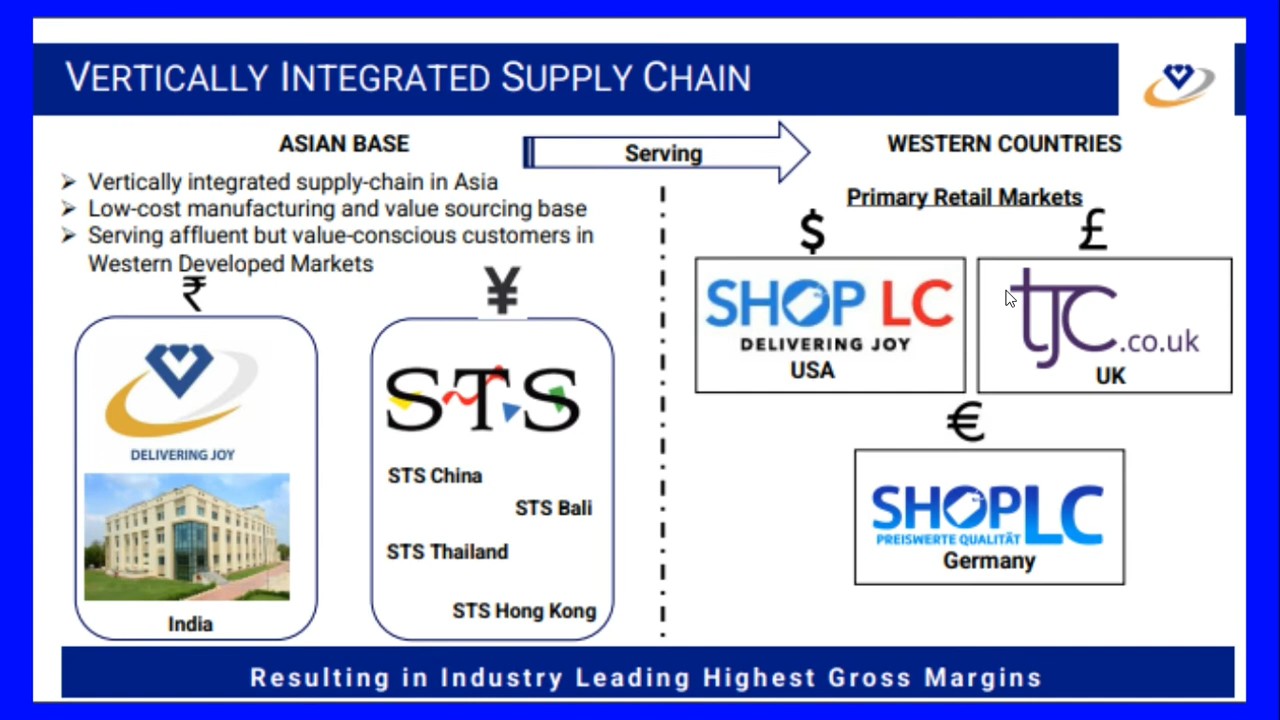 VERTICALLY INTEGRATED SUPPLY CHAIN
ASIAN BASE
➢ Vertically integrated supply-chain in Asia
➢ Low-cost manufacturing and value sourcing base
➢ Serving affluent but value-conscious customers in
Western Developed Markets
₹
DELIVERING JOY
India
¥
STS
STS China
STS Bali
STS Thailand
STS Hong Kong
Serving
WESTERN COUNTRIES
Primary Retail Markets
$
SHOP LC
DELIVERING JOY
USA
£
tjc.co.uk
UK
€
SHOP LC
PREISWERTE QUALITÄT
Germany
Resulting in Industry Leading Highest Gross Margins